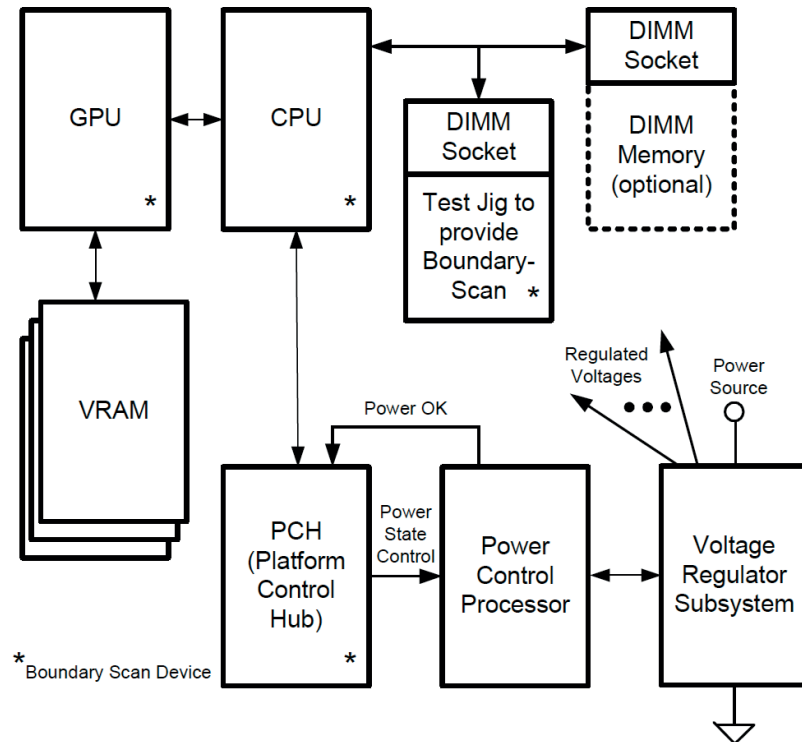 GPU
*
CPU
*
DIMM
Socket
DIMM
Socket
Test Jig to
provide
Boundary-
Scan *
DIMM
Memory
(optional)
VRAM
Regulated
Voltages
Power
Source
Power OK
PCH
(Platform
Control
Hub)
*
Power
State
Control
Power
Control
Processor
Voltage
Regulator
Subsystem
*Boundary Scan Device